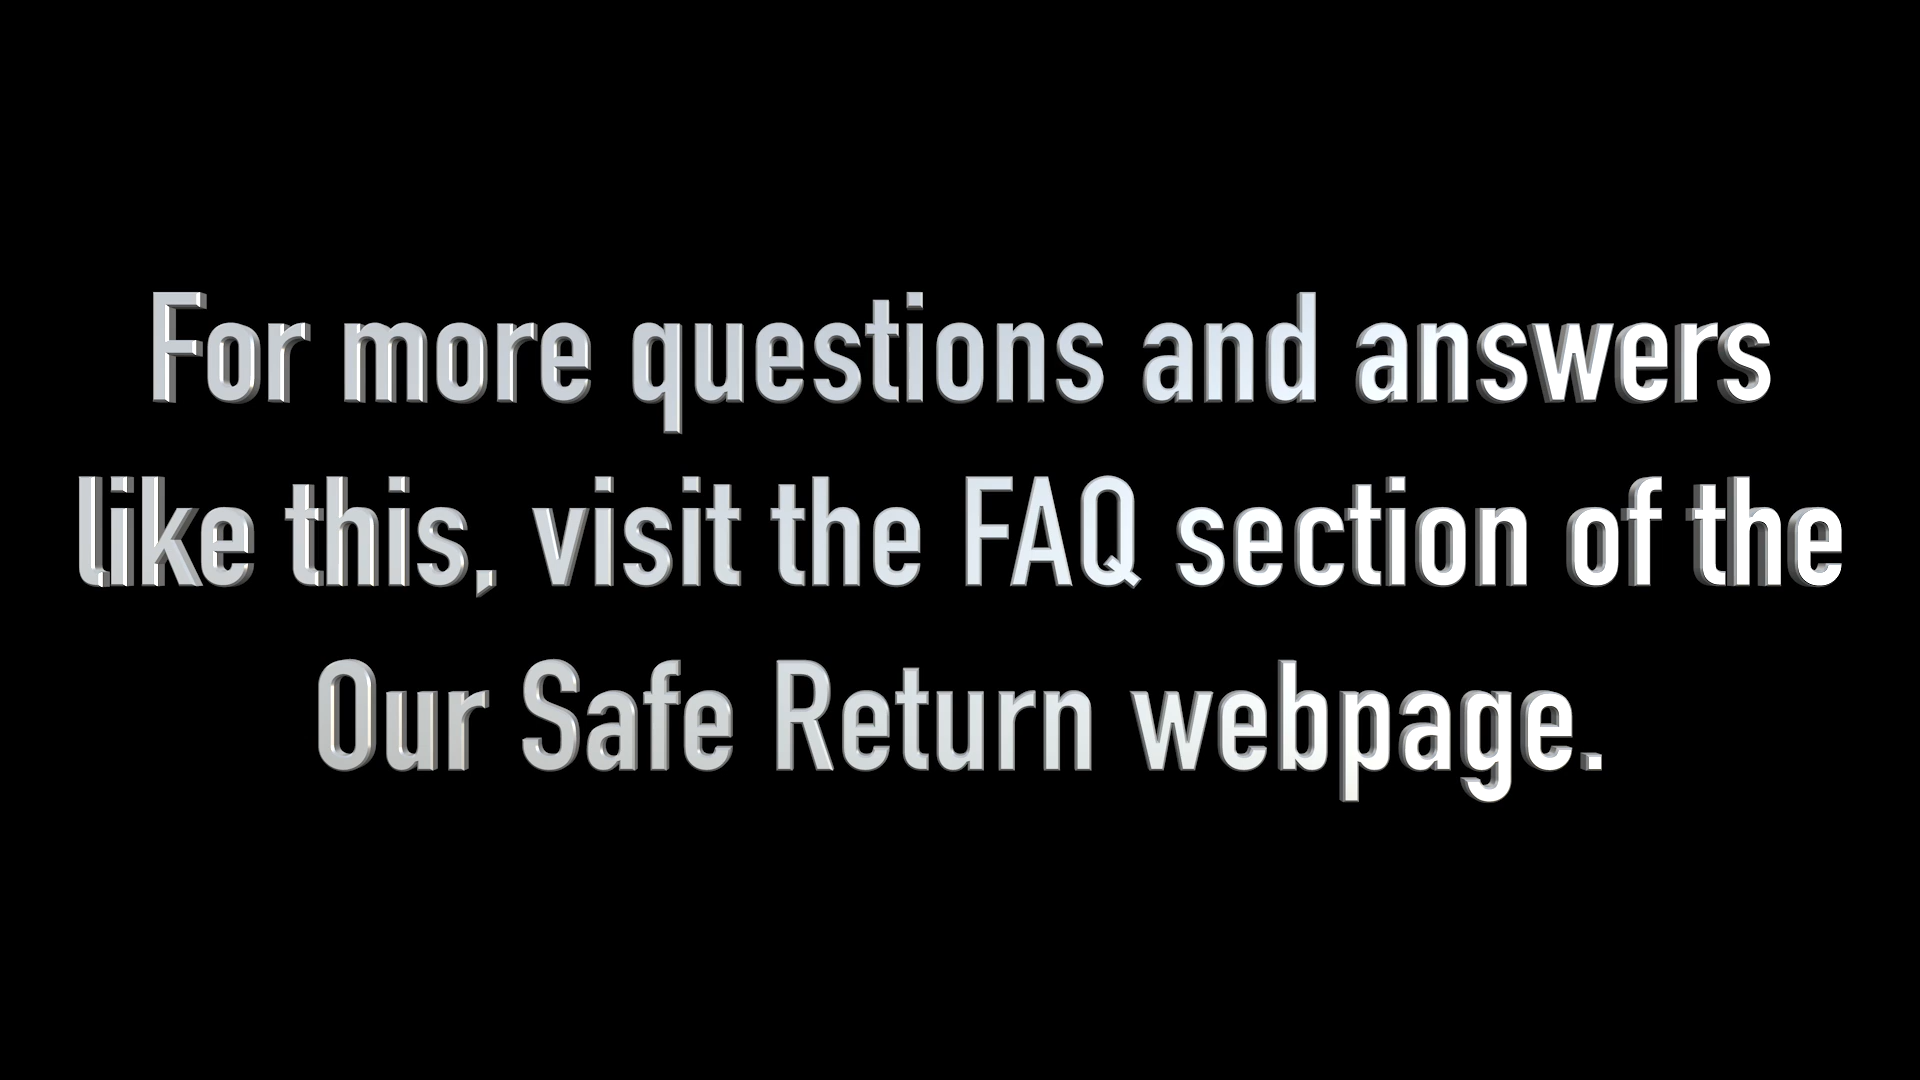 For more questions and answers
like this, visit the FAQ section of the
Our Safe Return webpage.